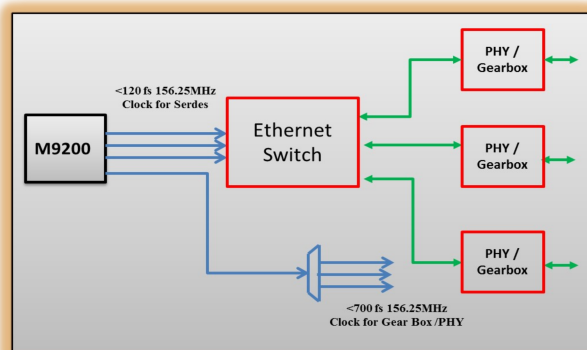 <120 fs 156.25MHz
Clock for Serdes
M9200
Ethernet
Switch
PHY /
Gearbox
PHY /
Gearbox
PHY /
Gearbox
<700 fs 156.25MHz
Clock for Gear Box /PHY